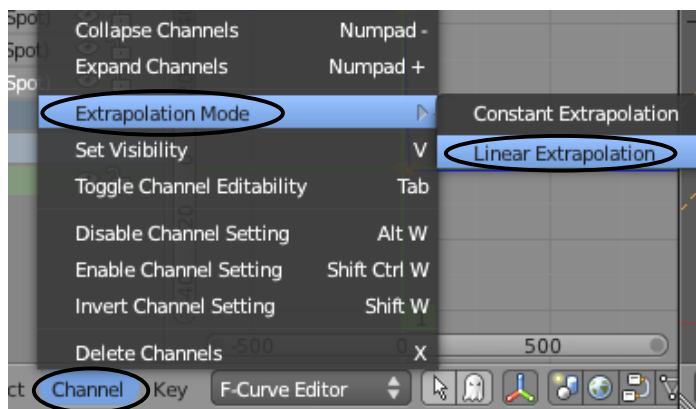 Spot)
Spot)
Spot)
Collapse Channels Numpad -
Expand Channels Numpad +
Extrapolation Mode
Constant Extrapolation
Set Visibility V
Linear Extrapolation
Toggle Channel Editability Tab
Disable Channel Setting Alt W
Enable Channel Setting Shift Ctrl W
Invert Channel Setting Shift W
Delete Channels X
-500 0 500
ct Channel Key F-Curve Editor